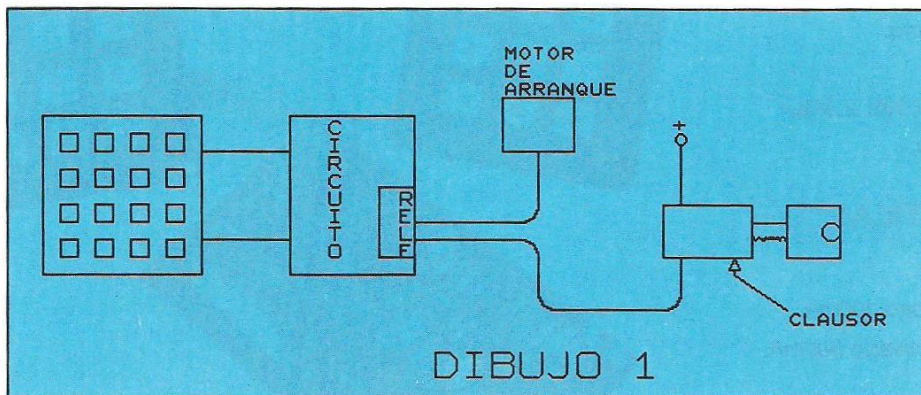 MOTOR
DE
ARRANQUE
CIRCUITO
RELE
+
CLAUSOR
DIBUJO 1